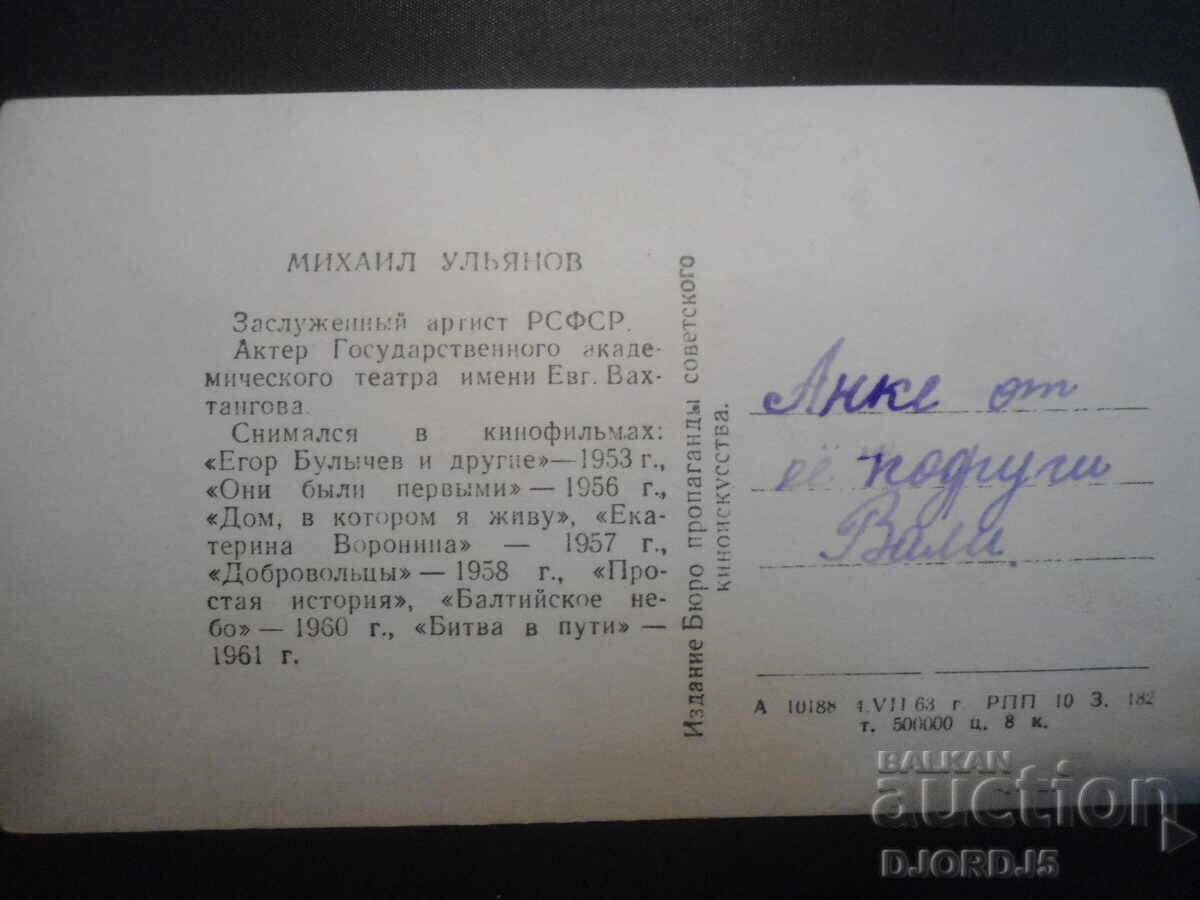 МИХАИЛ УЛЬЯНОВ
Заслуженный артист РСФСР.
Актер Государственного акаде-
мического театра имени Евг. Вах-
тангова.
Снимался в кинофильмах:
«Егор Булычев и другие»—1953 г.,
«Они были первыми» — 1956 г.,
«Дом, в котором я живу», «Ека-
терина Воронина» — 1957 г.,
«Добровольцы» — 1958 г., «Про-
стая история», «Балтийское не-
бо» — 1960 г., «Битва в пути» —
1961 г.
Издание Бюро пропаганды советского
киноискусства.
Анке от
её подруги
Вали.
А 10188 4.VII 63 г. РПП 10 З. 182
т. 500000 ц. 8 к.
BALKAN
auction
DJORDJ5